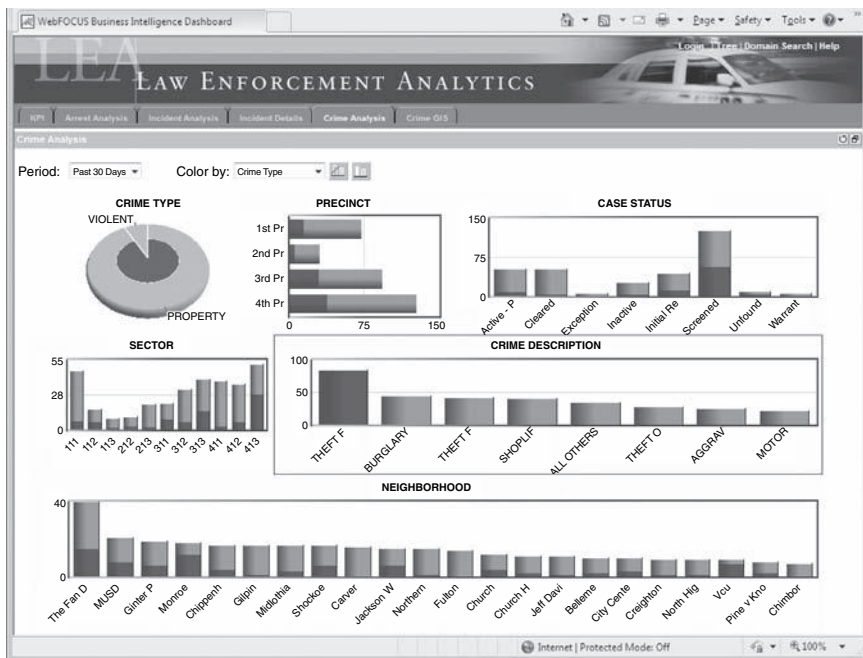 WebFOCUS Business Intelligence Dashboard
Page Safety Tools
LEA
Login Tree Domain Search | Help
LAW ENFORCEMENT ANALYTICS
KPI Arrest Analysis Incident Analysis Incident Details Crime Analysis Crime GIS
Crime Analysis
Period: Past 30 Days Color by: Crime Type
CRIME TYPE
VIOLENT
PROPERTY
PRECINCT
1st Pr
2nd Pr
3rd Pr
4th Pr
0 75 150
CASE STATUS
150
75
0
Active - P
Cleared
Exception
Inactive
Initial Re
Screened
Unfound
Warrant
SECTOR
55
28
0
111
112
113
212
213
311
312
313
411
412
413
CRIME DESCRIPTION
100
50
0
THEFT F
BURGLARY
THEFT F
SHOPLIF
ALL OTHERS
THEFT O
AGGRAV
MOTOR
NEIGHBORHOOD
40
0
The Fan D
MUSD
Ginter P
Monroe
Chippenh
Gilpin
Midlothia
Shockoe
Carver
Jackson W
Northern
Fulton
Church
Church H
Jeff Davi
Belleme
City Cente
Creighton
North Hig
Vcu
Pine v Kno
Chimbor
Internet | Protected Mode: Off
100%